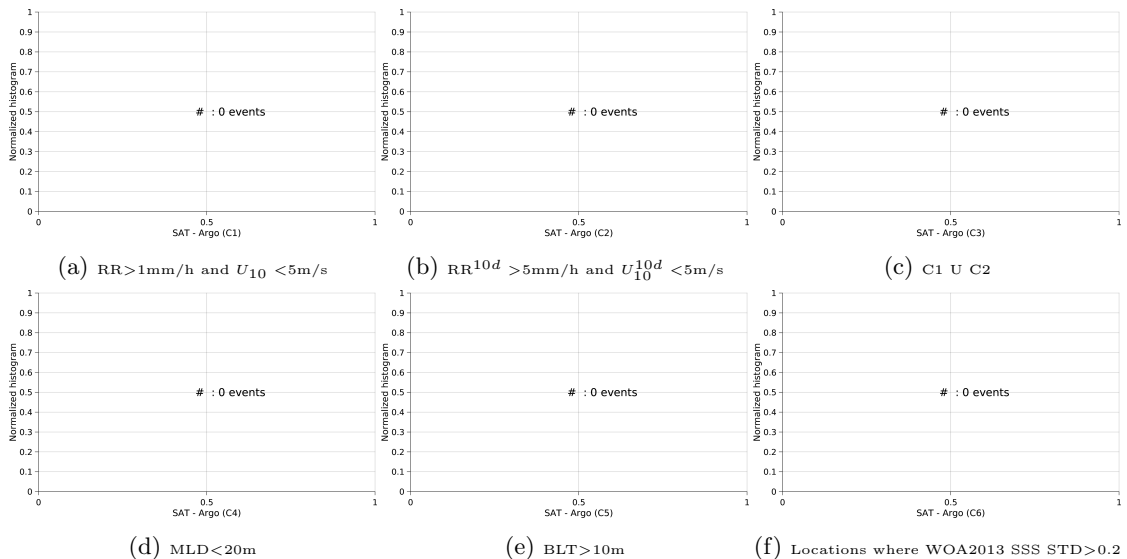 1
0.9
0.8
0.7
0.6
0.5
0.4
0.3
0.2
0.1
0
Normalized histogram
# : 0 events
0 0.5 1
SAT - Argo (C1)
(a) RR>1mm/h and U10 <5m/s
1
0.9
0.8
0.7
0.6
0.5
0.4
0.3
0.2
0.1
0
Normalized histogram
# : 0 events
0 0.5 1
SAT - Argo (C2)
(b) RR10d >5mm/h and U10d10 <5m/s
1
0.9
0.8
0.7
0.6
0.5
0.4
0.3
0.2
0.1
0
Normalized histogram
# : 0 events
0 0.5 1
SAT - Argo (C3)
(c) C1 U C2
1
0.9
0.8
0.7
0.6
0.5
0.4
0.3
0.2
0.1
0
Normalized histogram
# : 0 events
0 0.5 1
SAT - Argo (C4)
(d) MLD<20m
1
0.9
0.8
0.7
0.6
0.5
0.4
0.3
0.2
0.1
0
Normalized histogram
# : 0 events
0 0.5 1
SAT - Argo (C5)
(e) BLT>10m
1
0.9
0.8
0.7
0.6
0.5
0.4
0.3
0.2
0.1
0
Normalized histogram
# : 0 events
0 0.5 1
SAT - Argo (C6)
(f) Locations where WOA2013 SSS STD>0.2